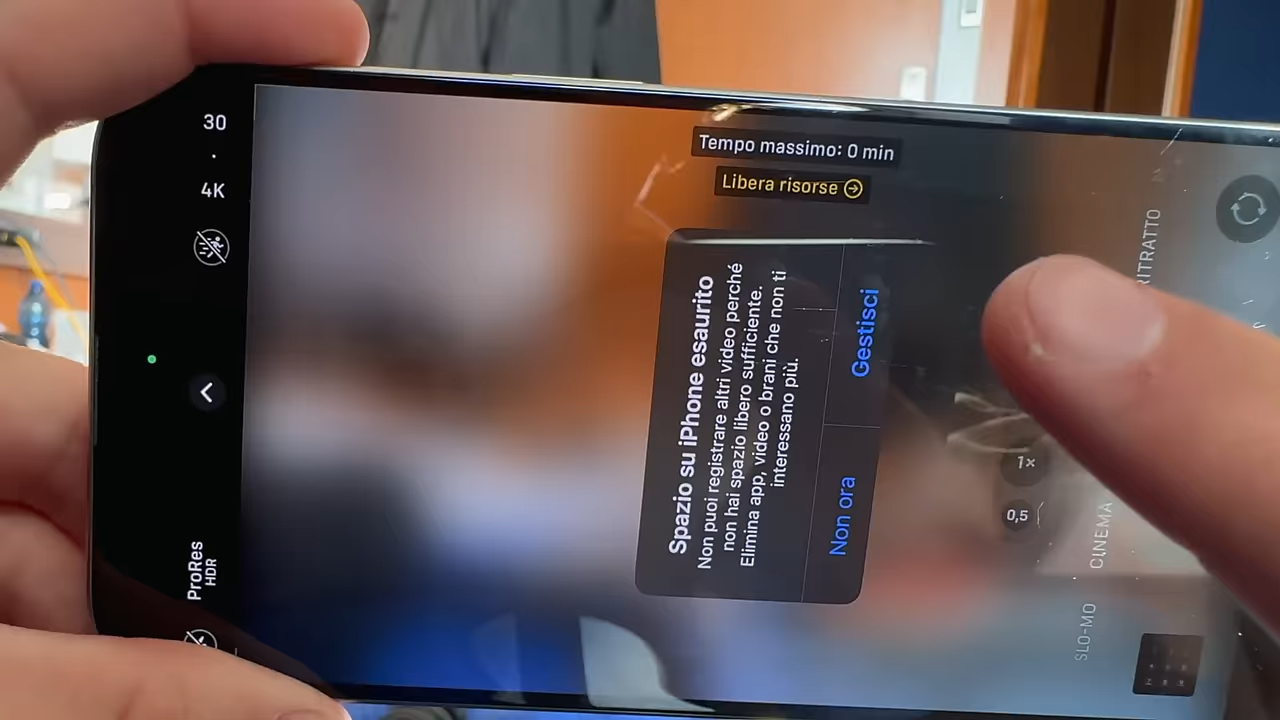 30
·
4K
ProRes
HDR
Tempo massimo: 0 min
Libera risorse
Spazio su iPhone esaurito
Non puoi registrare altri video perché
non hai spazio libero sufficiente.
Elimina app, video o brani che non ti
interessano più.
Non ora
Gestisci
1×
0,5
SLO-MO
CINEMA
RITRATTO